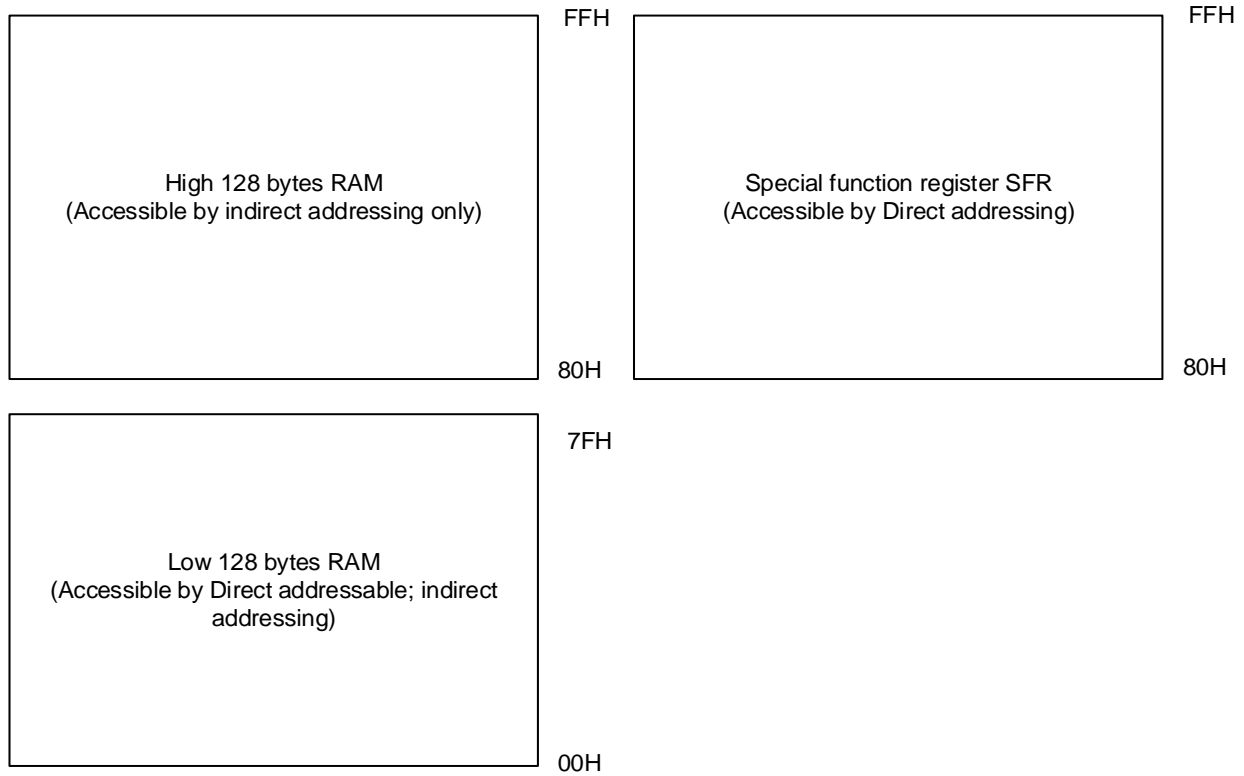 FFH
High 128 bytes RAM
(Accessible by indirect addressing only)
80H
FFH
Special function register SFR
(Accessible by Direct addressing)
80H
7FH
Low 128 bytes RAM
(Accessible by Direct addressable; indirect
addressing)
00H